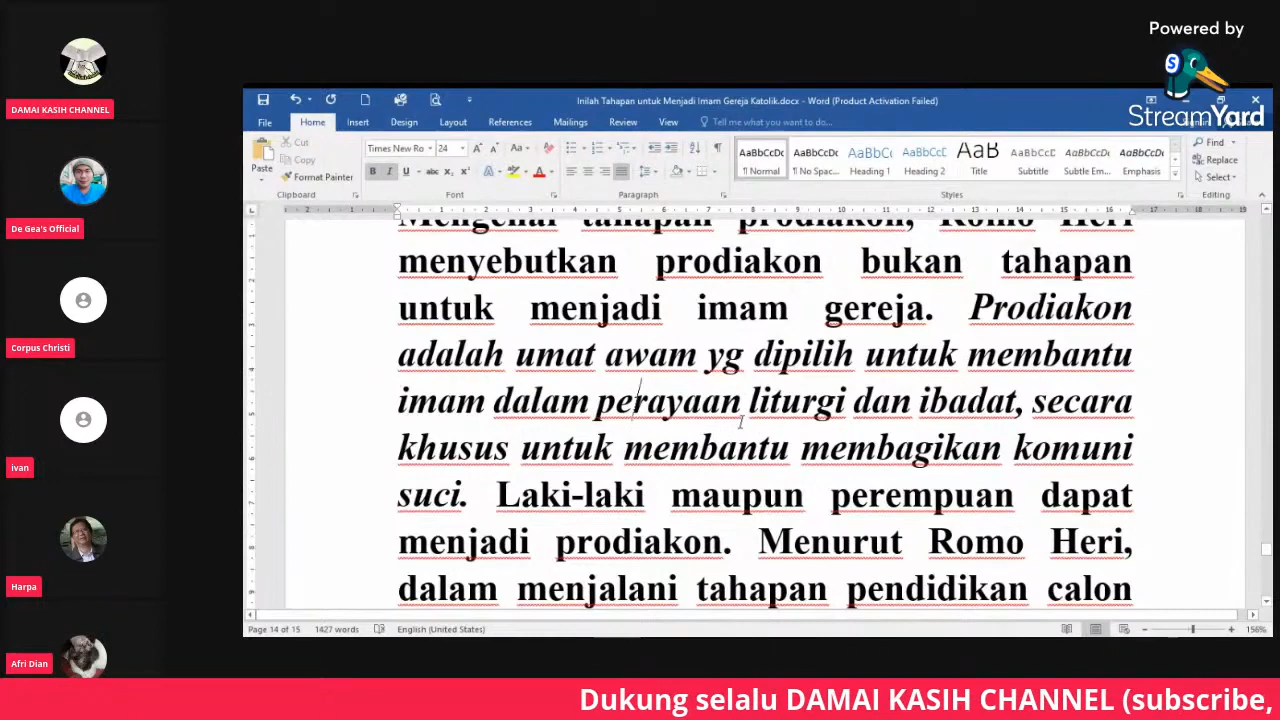 Powered by
StreamYard
DAMAI KASIH CHANNEL
De Gea's Official
Corpus Christi
ivan
Harpa
Afri Dian
Inilah Tahapan untuk Menjadi Imam Gereja Katolik.docx - Word (Product Activation Failed)
File Home Insert Design Layout References Mailings Review View Tell me what you want to do...
Paste
Cut
Copy
Format Painter
Clipboard
Times New Ro 24
Font
Paragraph
AaBbCcDc AaBbCcDc AaBbCc AaBbCcC AaB AaBbCcC AaBbCcDc AaBbCcDc
¶ Normal ¶ No Spac... Heading 1 Heading 2 Title Subtitle Subtle Em... Emphasis
Styles
Find
Replace
Select
Editing
Mengenai tahapan prodiakon, Romo Heri
menyebutkan prodiakon bukan tahapan
untuk menjadi imam gereja. Prodiakon
adalah umat awam yg dipilih untuk membantu
imam dalam perayaan liturgi dan ibadat, secara
khusus untuk membantu membagikan komuni
suci. Laki-laki maupun perempuan dapat
menjadi prodiakon. Menurut Romo Heri,
dalam menjalani tahapan pendidikan calon
Page 14 of 15 1427 words English (United States) 156%
Dukung selalu DAMAI KASIH CHANNEL (subscribe,